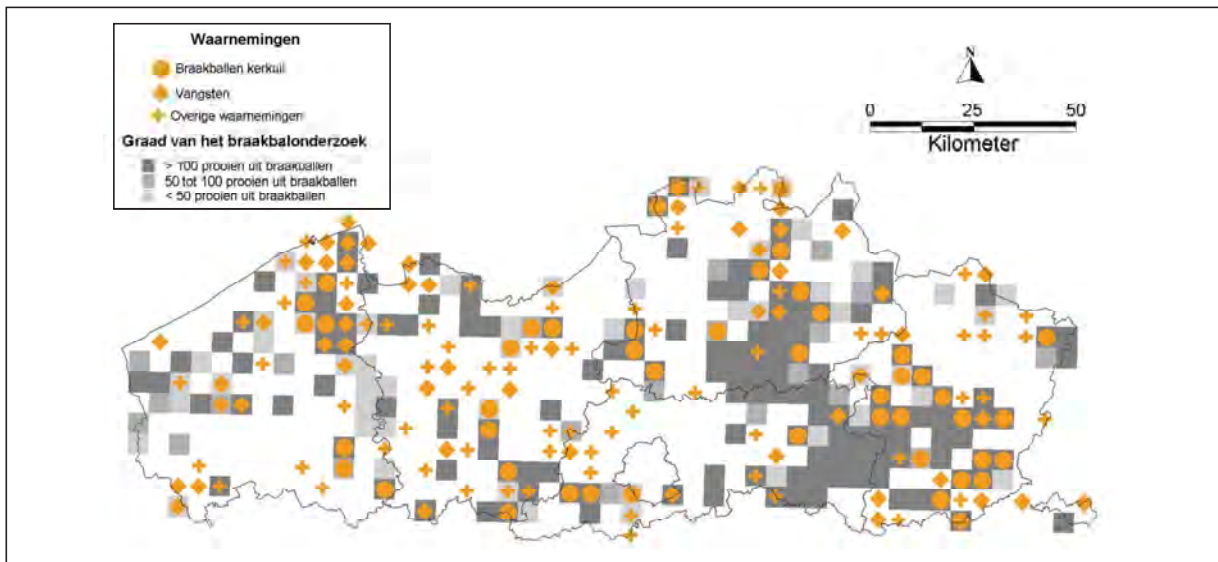 Waarnemingen
Braakballen kerkuil
Vangsten
Overige waarnemingen
Graad van het braakbalonderzoek
> 100 prooien uit braakballen
50 tot 100 prooien uit braakballen
< 50 prooien uit braakballen
N
0 25 50
Kilometer